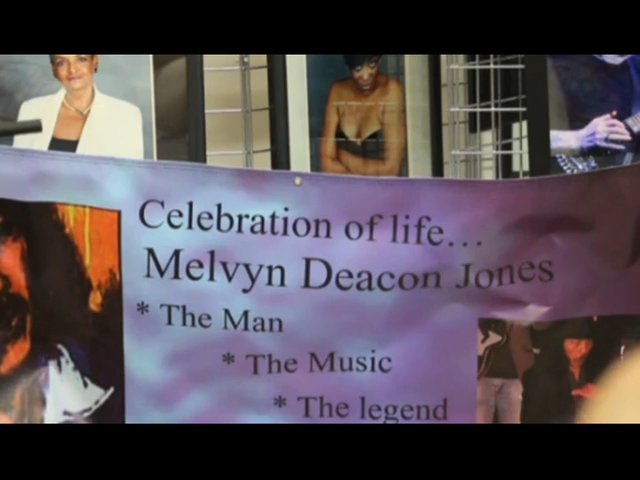 Celebration of life...
Melvyn Deacon Jones
* The Man
* The Music
* The legend